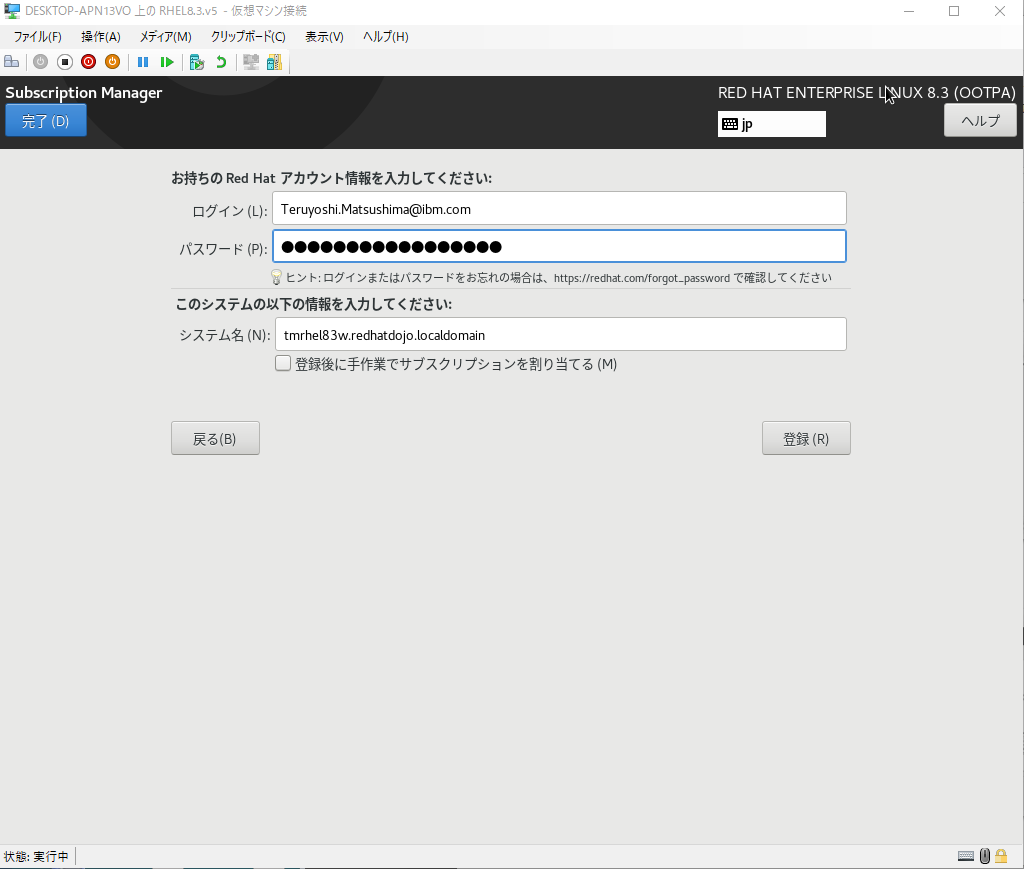 DESKTOP-APN13VO 上の RHEL8.3.v5 - 仮想マシン接続
ファイル(F) 操作(A) メディア(M) クリップボード(C) 表示(V) ヘルプ(H)
Subscription Manager
RED HAT ENTERPRISE LINUX 8.3 (OOTPA)
完了 (D)
jp
ヘルプ
お持ちの Red Hat アカウント情報を入力してください:
ログイン (L): Teruyoshi.Matsushima@ibm.com
パスワード (P): ●●●●●●●●●●●●●●●●●
ヒント: ログインまたはパスワードをお忘れの場合は、https://redhat.com/forgot_password で確認してください
このシステムの以下の情報を入力してください:
システム名 (N): tmrhel83w.redhatdojo.localdomain
登録後に手作業でサブスクリプションを割り当てる (M)
戻る(B) 登録 (R)
状態: 実行中